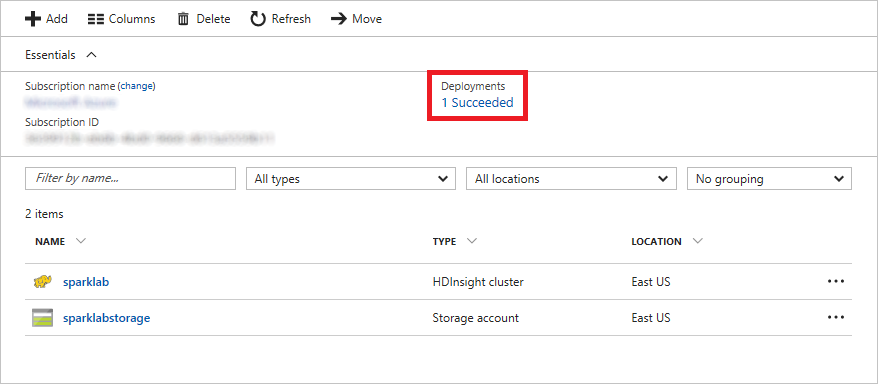 Add Columns Delete Refresh Move
Essentials
Subscription name (change) Deployments
1 Succeeded
Subscription ID
Filter by name... All types All locations No grouping
2 items
NAME TYPE LOCATION
sparklab HDInsight cluster East US
sparklabstorage Storage account East US